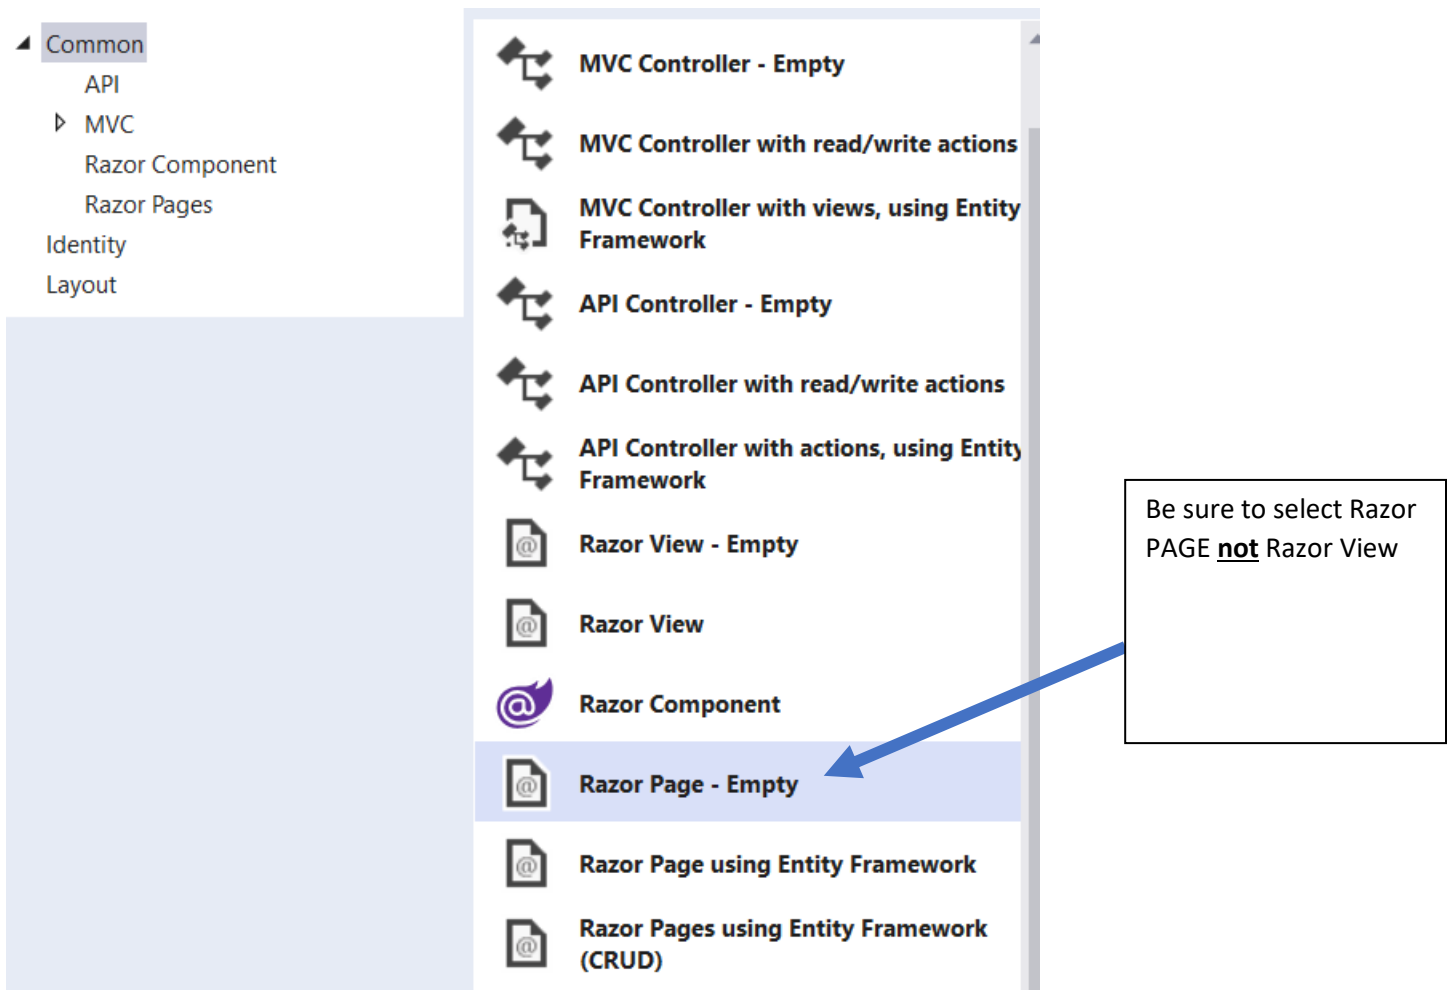 Common
API
MVC
Razor Component
Razor Pages
Identity
Layout
MVC Controller - Empty
MVC Controller with read/write actions
MVC Controller with views, using Entity
Framework
API Controller - Empty
API Controller with read/write actions
API Controller with actions, using Entity
Framework
Razor View - Empty
Razor View
Razor Component
Razor Page - Empty
Razor Page using Entity Framework
Razor Pages using Entity Framework
(CRUD)
Be sure to select Razor
PAGE not Razor View